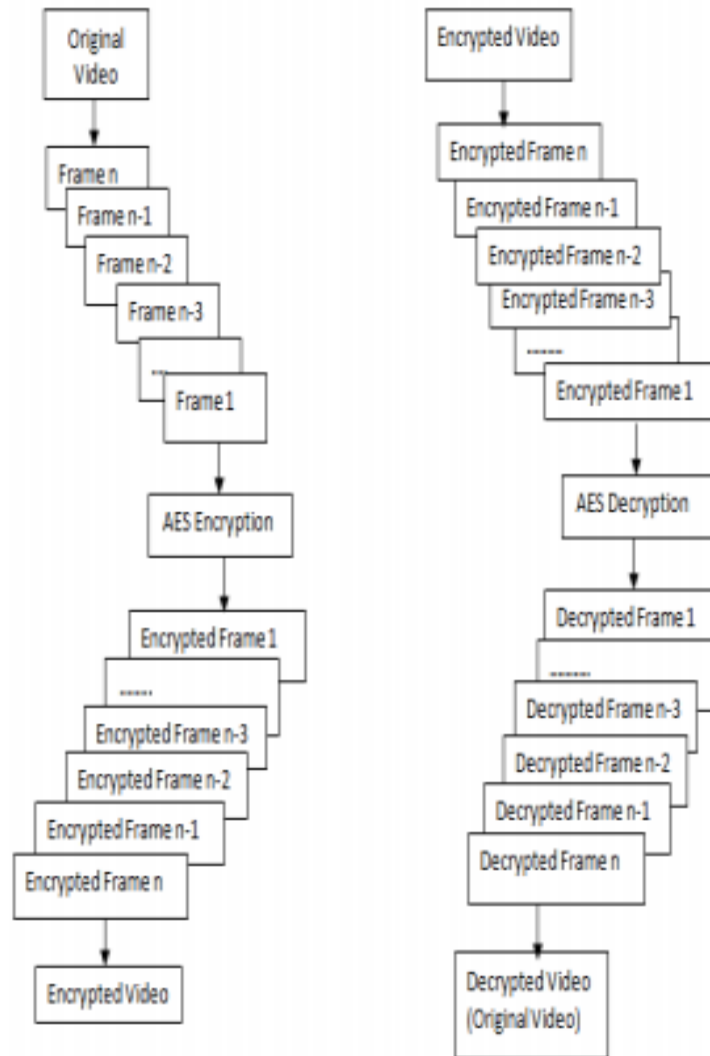 Original
Video
Frame n
Frame n-1
Frame n-2
Frame n-3
...
Frame 1
AES Encryption
Encrypted Frame 1
......
Encrypted Frame n-3
Encrypted Frame n-2
Encrypted Frame n-1
Encrypted Frame n
Encrypted Video
Encrypted Video
Encrypted Frame n
Encrypted Frame n-1
Encrypted Frame n-2
Encrypted Frame n-3
......
Encrypted Frame 1
AES Decryption
Decrypted Frame 1
.......
Decrypted Frame n-3
Decrypted Frame n-2
Decrypted Frame n-1
Decrypted Frame n
Decrypted Video
(Original Video)